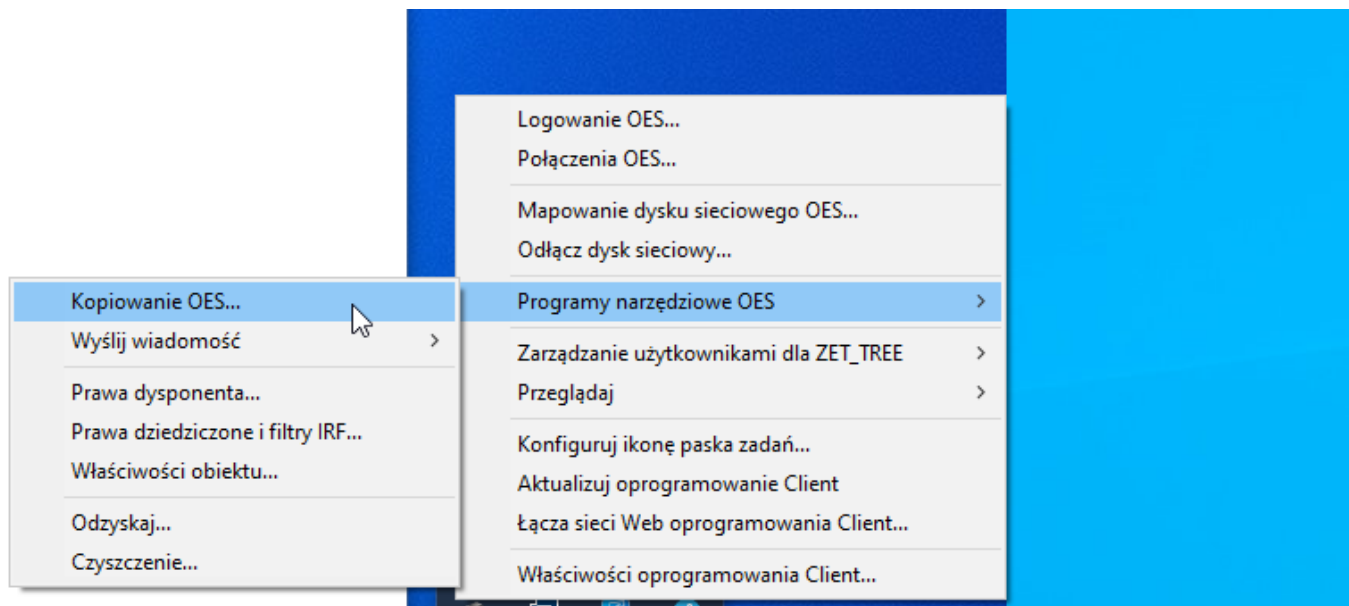 Logowanie OES...
Połączenia OES...
Mapowanie dysku sieciowego OES...
Odłącz dysk sieciowy...
Programy narzędziowe OES
Zarządzanie użytkownikami dla ZET_TREE
Przeglądaj
Konfiguruj ikonę paska zadań...
Aktualizuj oprogramowanie Client
Łącza sieci Web oprogramowania Client...
Właściwości oprogramowania Client...
Kopiowanie OES...
Wyślij wiadomość
Prawa dysponenta...
Prawa dziedziczone i filtry IRF...
Właściwości obiektu...
Odzyskaj...
Czyszczenie...